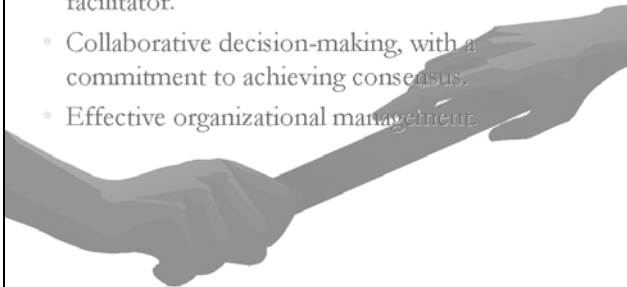 facilitator.
Collaborative decision-making, with a
commitment to achieving consensus.
Effective organizational management.